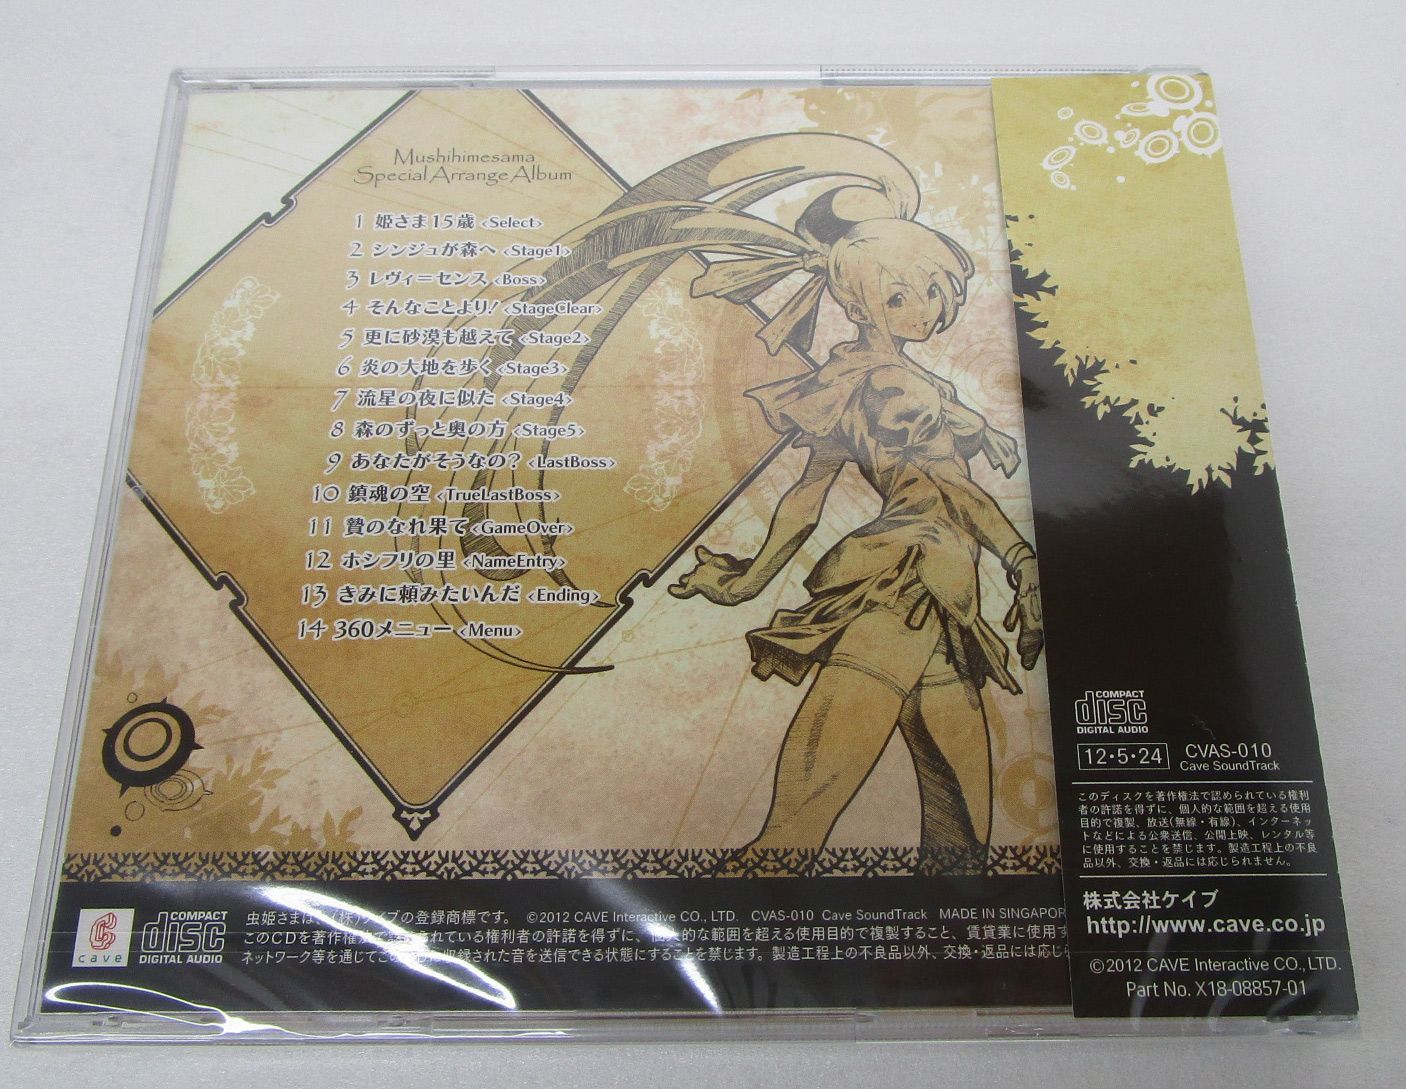 Mushihimesama
Special Arrange Album
1 姫さま15歳 <Select>
2 シンジュが森へ <Stage1>
3 レヴィ＝センス <Boss>
4 そんなことより! <StageClear>
5 更に砂漠も越えて <Stage2>
6 炎の大地を歩く <Stage3>
7 流星の夜に似た <Stage4>
8 森のずっと奥の方 <Stage5>
9 あなたがそうなの? <LastBoss>
10 鎮魂の空 <TrueLastBoss>
11 贄のなれ果て <GameOver>
12 ホシフリの里 <NameEntry>
13 きみに頼みたいんだ <Ending>
14 360メニュー <Menu>
cave
COMPACT
disc
DIGITAL AUDIO
虫姫さまは、(株)ケイブの登録商標です。 ©2012 CAVE Interactive CO., LTD. CVAS-010 Cave SoundTrack MADE IN SINGAPOR
このCDを著作権法で認められている権利者の許諾を得ずに、個人的な範囲を超える使用目的で複製すること、賃貸業に使用す
ネットワーク等を通じてこ 収録された音を送信できる状態にすることを禁じます。製造工程上の不良品以外、交換・返品には応じ
COMPACT
disc
DIGITAL AUDIO
12・5・24 CVAS-010
Cave SoundTrack
このディスクを著作権法で認められている権利
者の許諾を得ずに、個人的な範囲を超える使用
目的で複製、放送(無線・有線)、インターネッ
トなどによる公衆送信、公開上映、レンタル等
に使用することを禁じます。製造工程上の不良
品以外、交換・返品には応じられません。
株式会社ケイブ
http://www.cave.co.jp
©2012 CAVE Interactive CO., LTD.
Part No. X18-08857-01